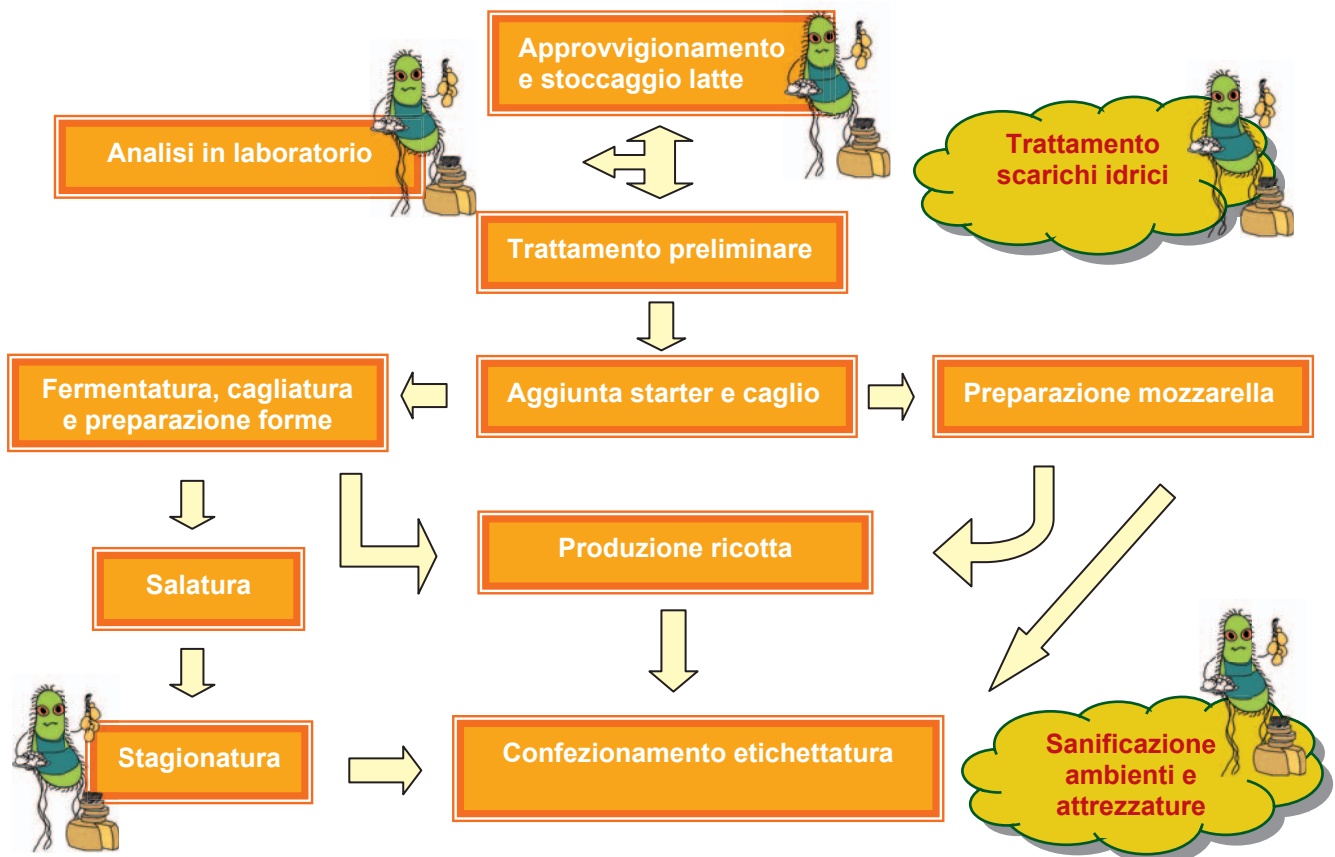 Approvvigionamento
e stoccaggio latte
Analisi in laboratorio
Trattamento
scarichi idrici
Trattamento preliminare
Fermentatura, cagliatura
e preparazione forme
Aggiunta starter e caglio
Preparazione mozzarella
Produzione ricotta
Salatura
Stagionatura
Confezionamento etichettatura
Sanificazione
ambienti e
attrezzature